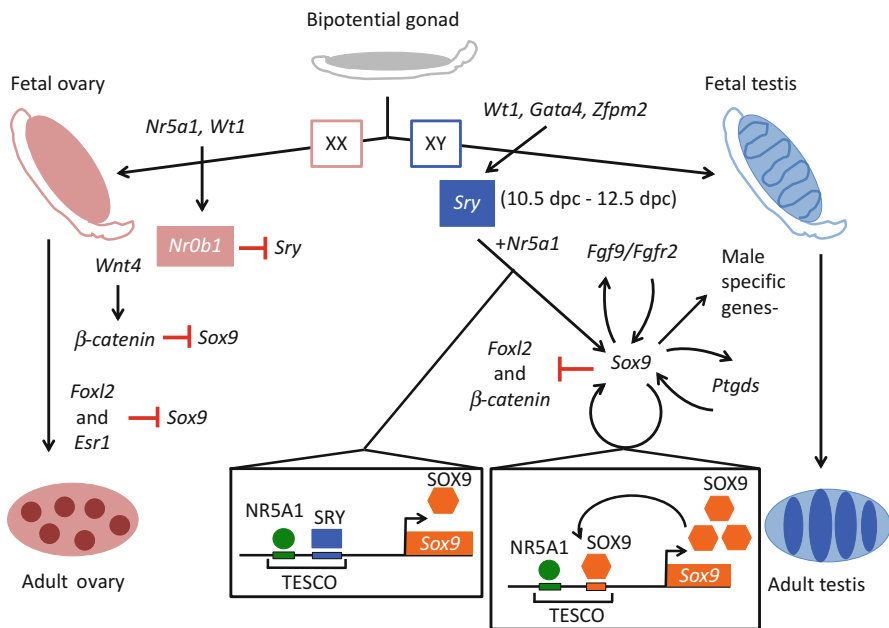 Bipotential gonad
Fetal ovary
Fetal testis
Nr5a1, Wt1
XX
XY
Wt1, Gata4, Zfpm2
Sry
(10.5 dpc - 12.5 dpc)
Nr0b1
Sry
+Nr5a1
Fgf9/Fgfr2
Male
specific
genes-
Wnt4
β-catenin
Sox9
Foxl2
and
β-catenin
Sox9
Ptgds
Foxl2
and
Esr1
Sox9
Adult ovary
SOX9
NR5A1
SRY
Sox9
TESCO
SOX9
NR5A1
SOX9
Sox9
TESCO
Adult testis